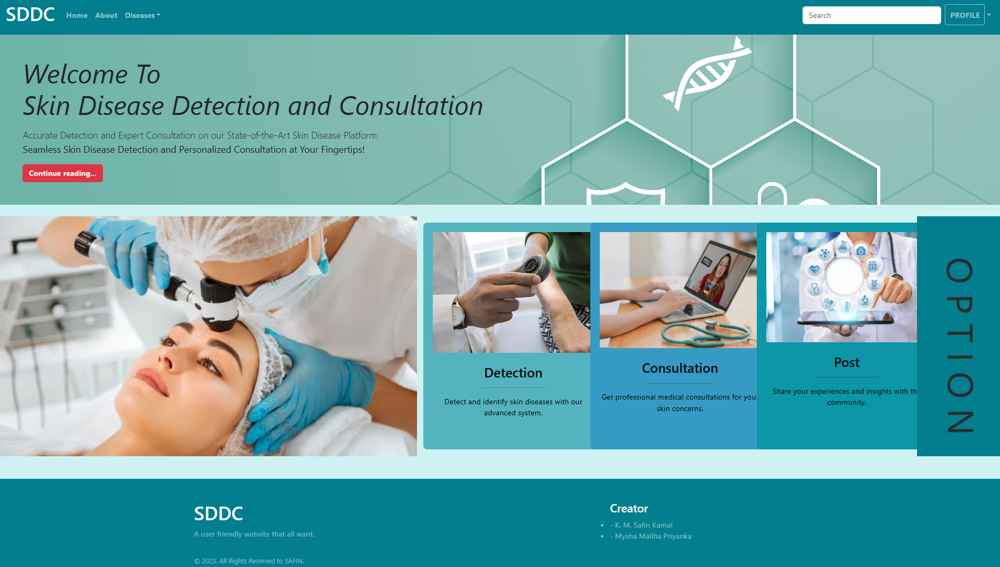 SDDC
Home
About
Diseases
Search
PROFILE
Welcome To
Skin Disease Detection and Consultation
Accurate Detection and Expert Consultation on our State-of-the-Art Skin Disease Platform.
Seamless Skin Disease Detection and Personalized Consultation at Your Fingertips!
Continue reading...
Detection
Detect and identify skin diseases with our
advanced system.
Consultation
Get professional medical consultations for your
skin concerns.
Post
Share your experiences and insights with th
community.
OPTION
SDDC
A user friendly website that all want.
Creator
- K. M. Safin Kamal
- Mysha Maliha Priyanka
© 2023. All Rights Reserved to SAFIN.